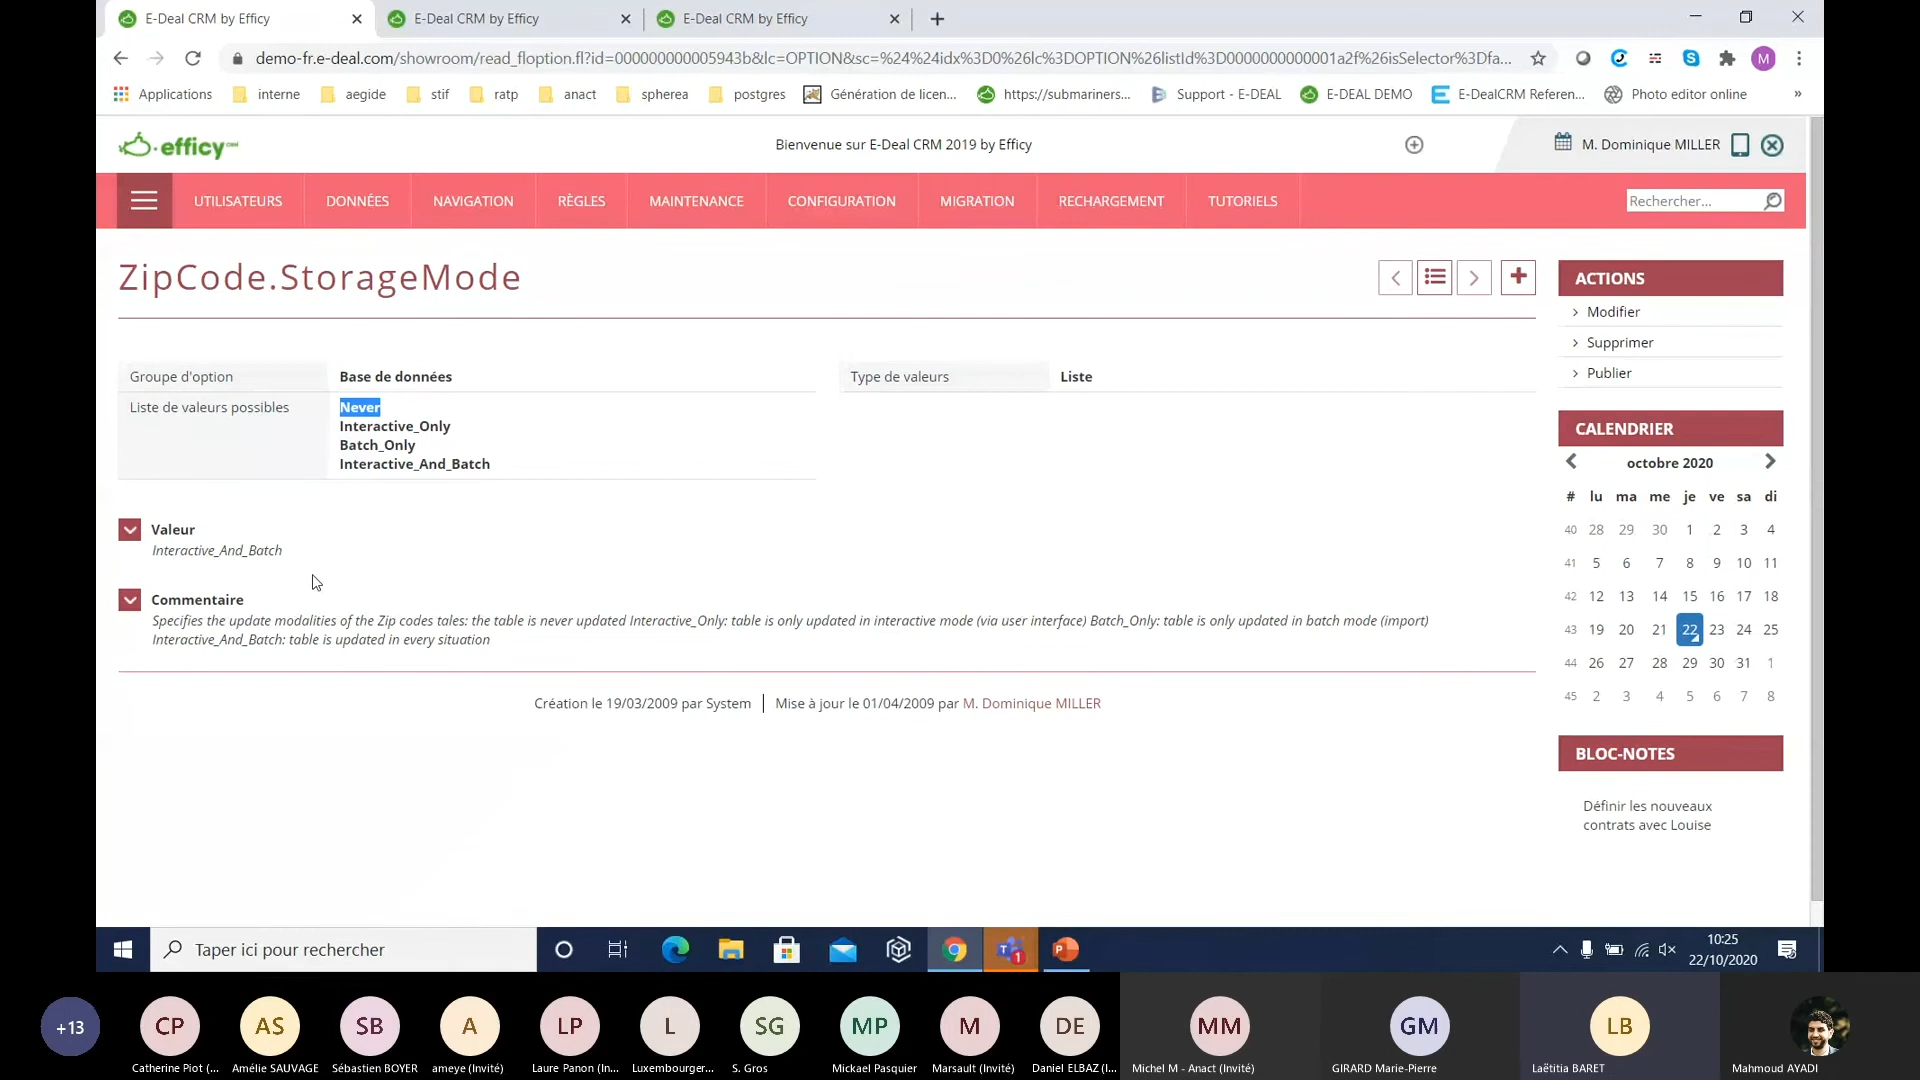 E-Deal CRM by Efficy
E-Deal CRM by Efficy
E-Deal CRM by Efficy
demo-fr.e-deal.com/showroom/read_floption.fl?id=000000000005943b&lc=OPTION&sc=%24%24idx%3D0%26lc%3DOPTION%26listId%3D0000000000001a2f%26isSelector%3Dfa...
M
Applications
interne
aegide
stif
ratp
anact
spherea
postgres
Génération de licen...
https://submariners...
Support - E-DEAL
E-DEAL DEMO
E-DealCRM Referen...
Photo editor online
»
efficy CRM
Bienvenue sur E-Deal CRM 2019 by Efficy
M. Dominique MILLER
UTILISATEURS
DONNÉES
NAVIGATION
RÈGLES
MAINTENANCE
CONFIGURATION
MIGRATION
RECHARGEMENT
TUTORIELS
Rechercher...
ZipCode.StorageMode
Groupe d'option
Base de données
Type de valeurs
Liste
Liste de valeurs possibles
Never
Interactive_Only
Batch_Only
Interactive_And_Batch
Valeur
Interactive_And_Batch
Commentaire
Specifies the update modalities of the Zip codes tales: the table is never updated Interactive_Only: table is only updated in interactive mode (via user interface) Batch_Only: table is only updated in batch mode (import)
Interactive_And_Batch: table is updated in every situation
Création le 19/03/2009 par System
Mise à jour le 01/04/2009 par M. Dominique MILLER
ACTIONS
Modifier
Supprimer
Publier
CALENDRIER
octobre 2020
# lu ma me je ve sa di
40 28 29 30 1 2 3 4
41 5 6 7 8 9 10 11
42 12 13 14 15 16 17 18
43 19 20 21 22 23 24 25
44 26 27 28 29 30 31 1
45 2 3 4 5 6 7 8
BLOC-NOTES
Définir les nouveaux
contrats avec Louise
Taper ici pour rechercher
1
10:25
22/10/2020
+13
CP
AS
SB
A
LP
L
SG
MP
M
DE
MM
GM
LB
Catherine Piot (...
Amélie SAUVAGE
Sébastien BOYER
ameye (Invité)
Laure Panon (In...
Luxembourger...
S. Gros
Mickael Pasquier
Marsault (Invité)
Daniel ELBAZ (I...
Michel M - Anact (Invité)
GIRARD Marie-Pierre
Laëtitia BARET
Mahmoud AYADI